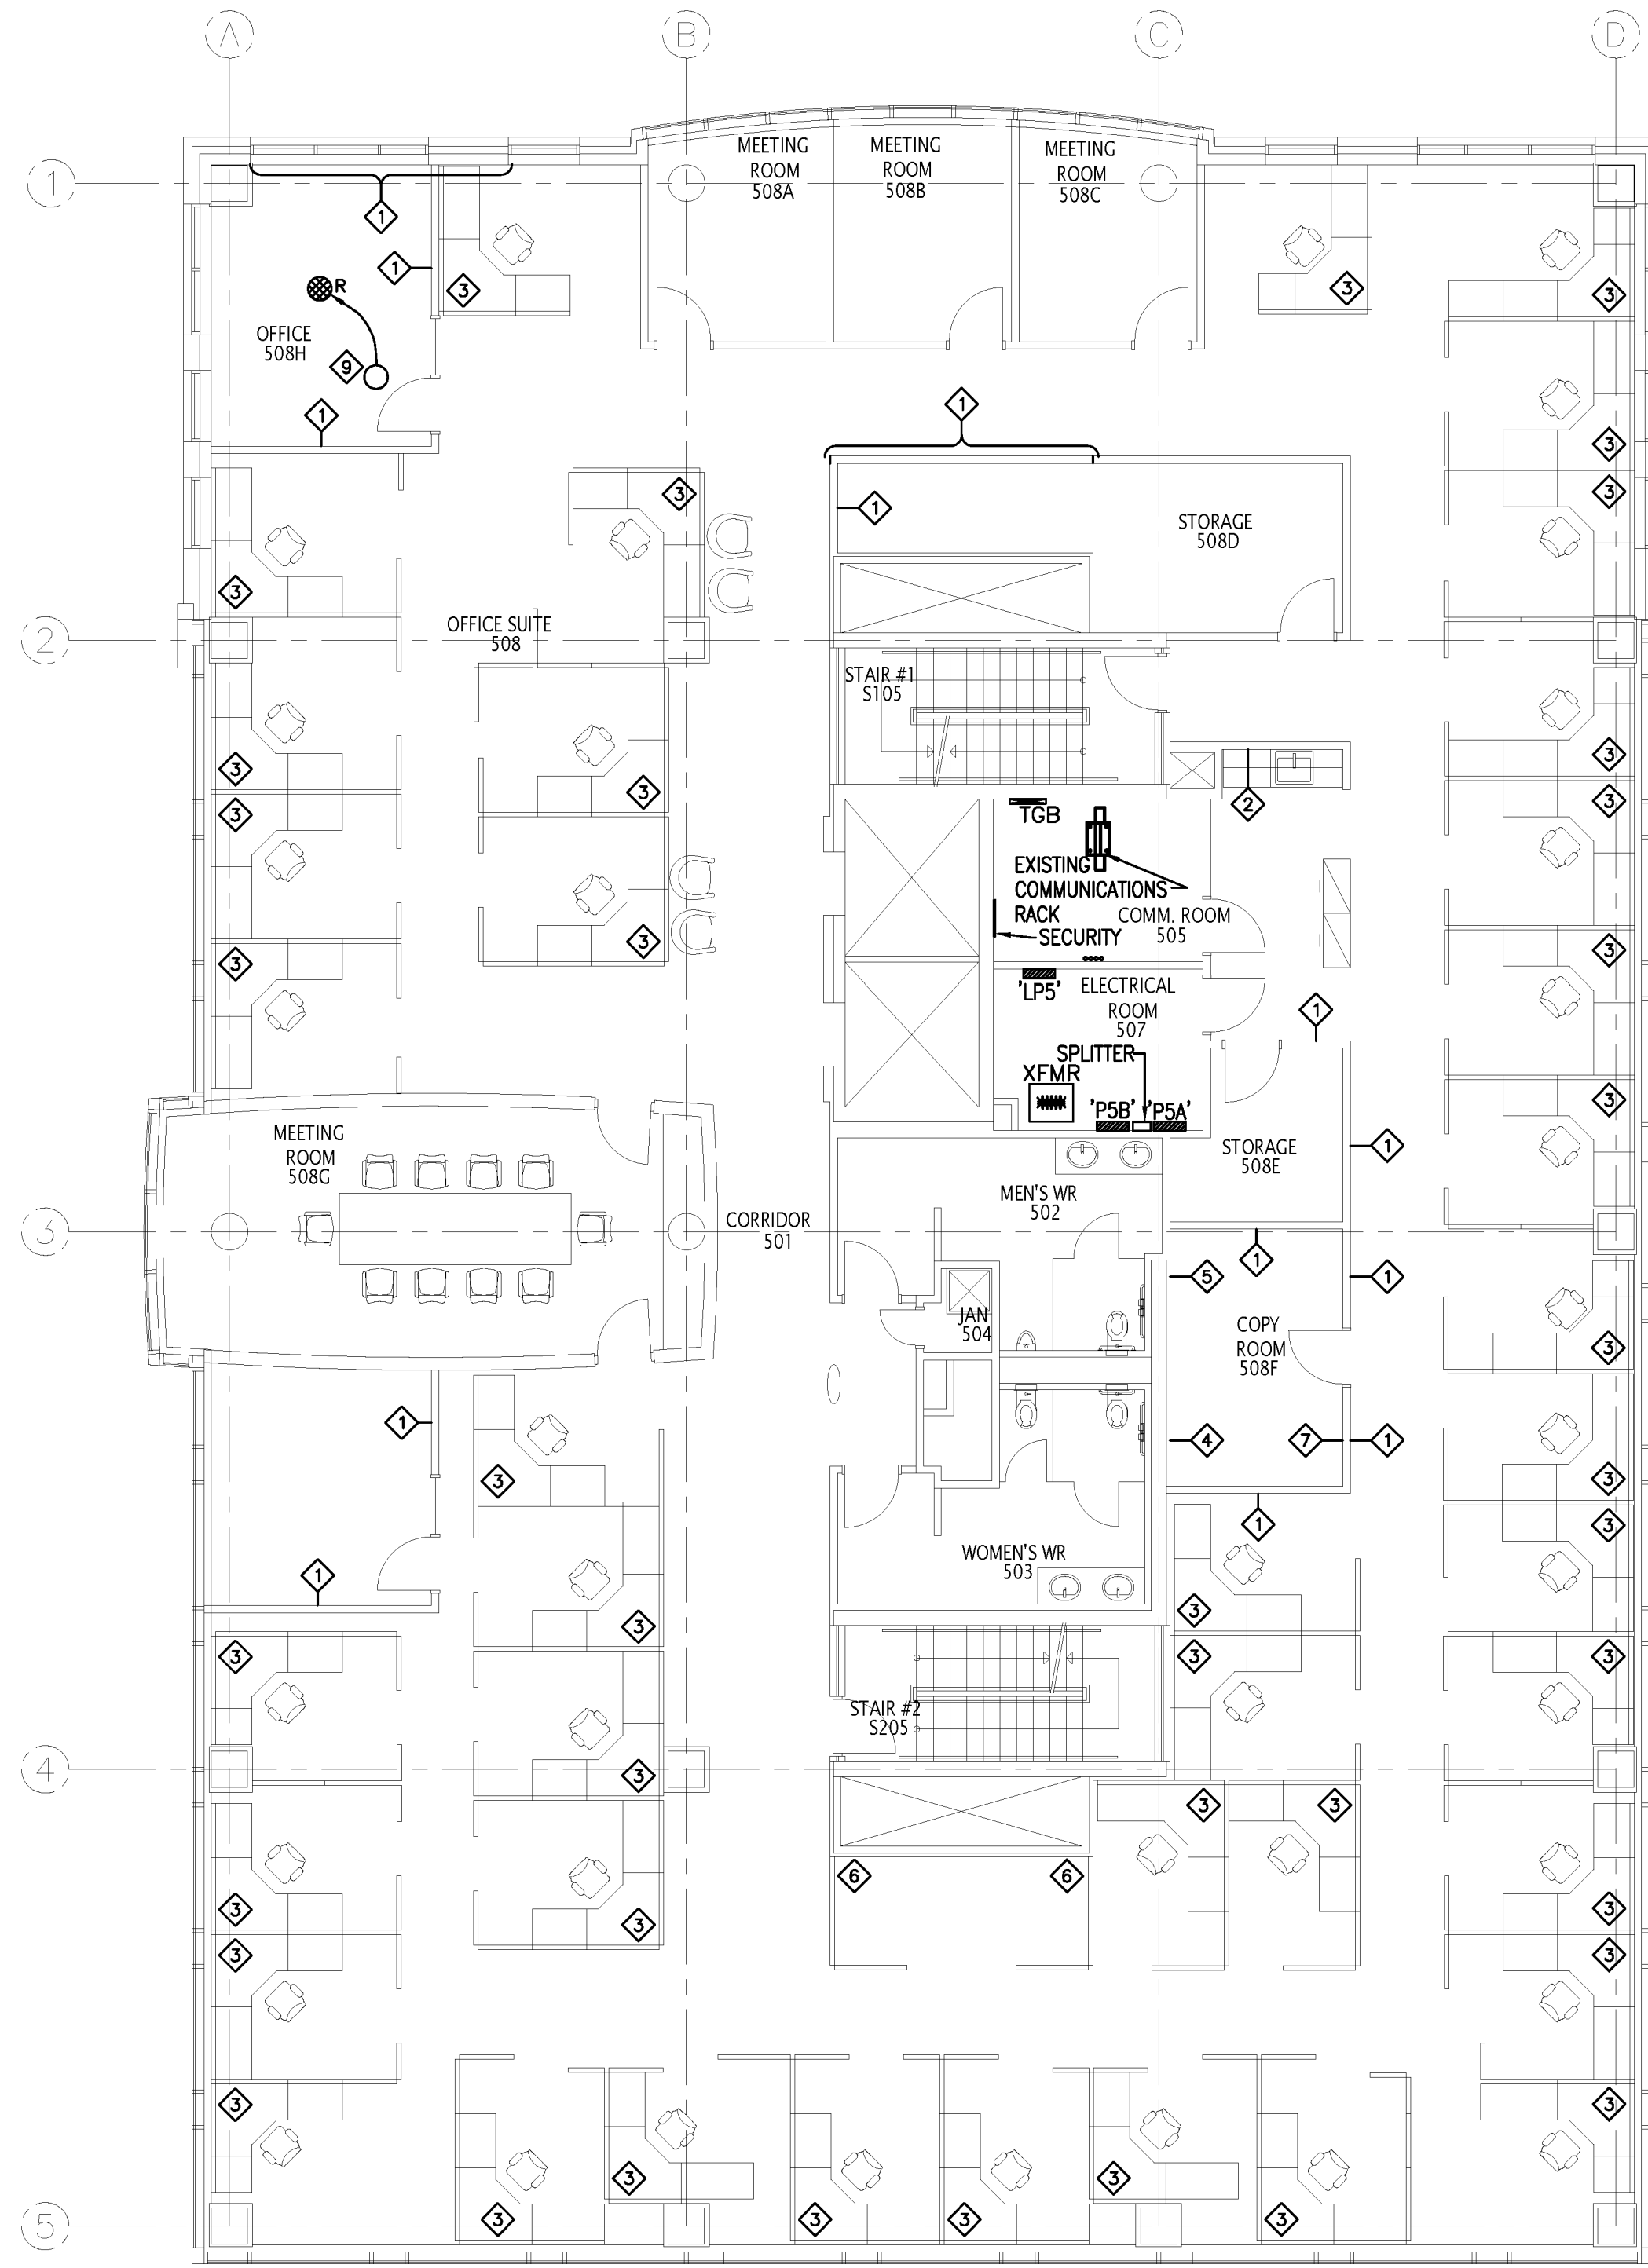 A
B
C
D
1
MEETING
ROOM
508A
MEETING
ROOM
508B
MEETING
ROOM
508C
1
1
3
3
3
R
OFFICE
508H
9
1
1
3
3
3
1
STORAGE
508D
3
2
OFFICE SUITE
508
STAIR #1
S105
3
3
3
3
3
2
TGB
EXISTING
COMMUNICATIONS
RACK
COMM. ROOM
505
SECURITY
3
3
3
'LP5'
ELECTRICAL
ROOM
507
1
SPLITTER
XFMR
'P5B'
'P5A'
3
MEETING
ROOM
508G
STORAGE
508E
1
MEN'S WR
502
3
CORRIDOR
501
1
5
1
JAN
504
COPY
ROOM
508F
3
1
4
7
1
3
3
1
3
WOMEN'S WR
503
1
3
3
3
3
3
STAIR #2
S205
4
3
3
3
6
6
3
3
3
3
3
3
3
3
3
5
3
3
3
3